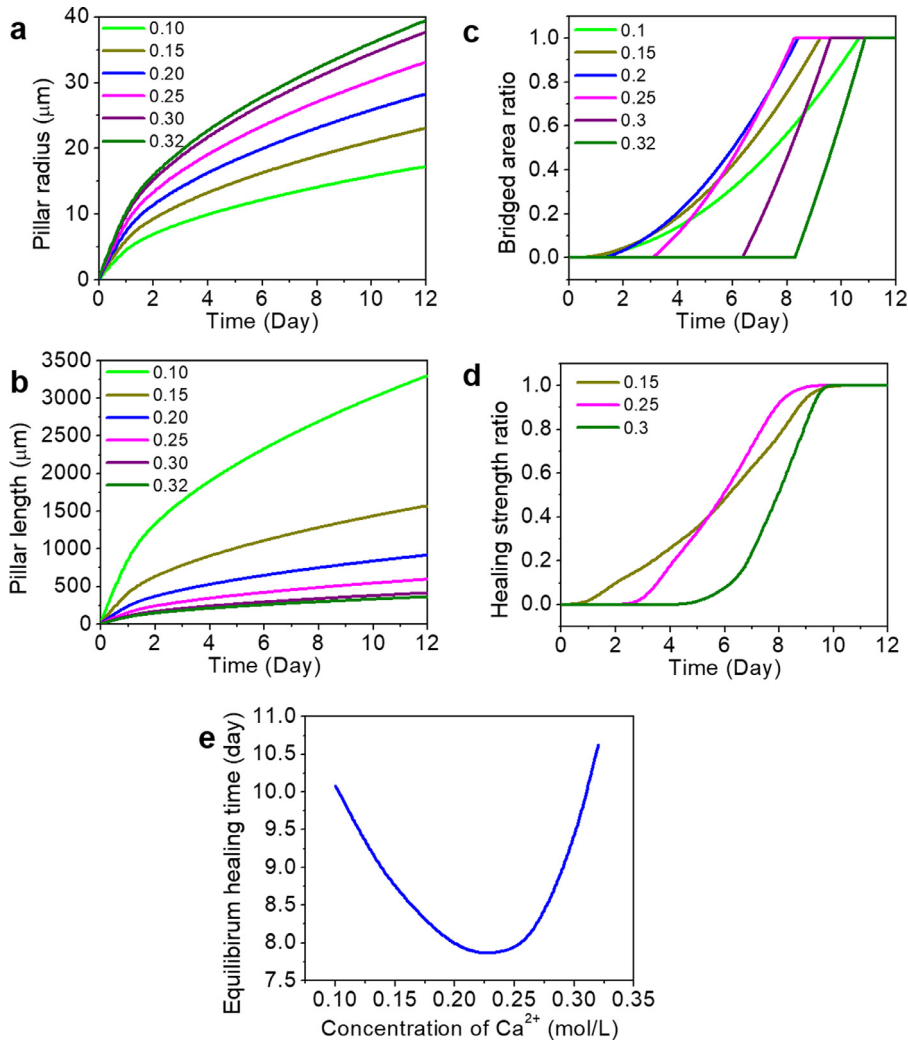 a
Pillar radius (μm)
40
30
20
10
0
0.10
0.15
0.20
0.25
0.30
0.32
0 2 4 6 8 10 12
Time (Day)
c
Bridged area ratio
1.0
0.8
0.6
0.4
0.2
0.0
0.1
0.15
0.2
0.25
0.3
0.32
0 2 4 6 8 10 12
Time (Day)
b
Pillar length (μm)
3500
3000
2500
2000
1500
1000
500
0
0.10
0.15
0.20
0.25
0.30
0.32
0 2 4 6 8 10 12
Time (Day)
d
Healing strength ratio
1.0
0.8
0.6
0.4
0.2
0.0
0.15
0.25
0.3
0 2 4 6 8 10 12
Time (Day)
e
Equilibirum healing time (day)
11.0
10.5
10.0
9.5
9.0
8.5
8.0
7.5
0.10 0.15 0.20 0.25 0.30 0.35
Concentration of Ca²⁺ (mol/L)